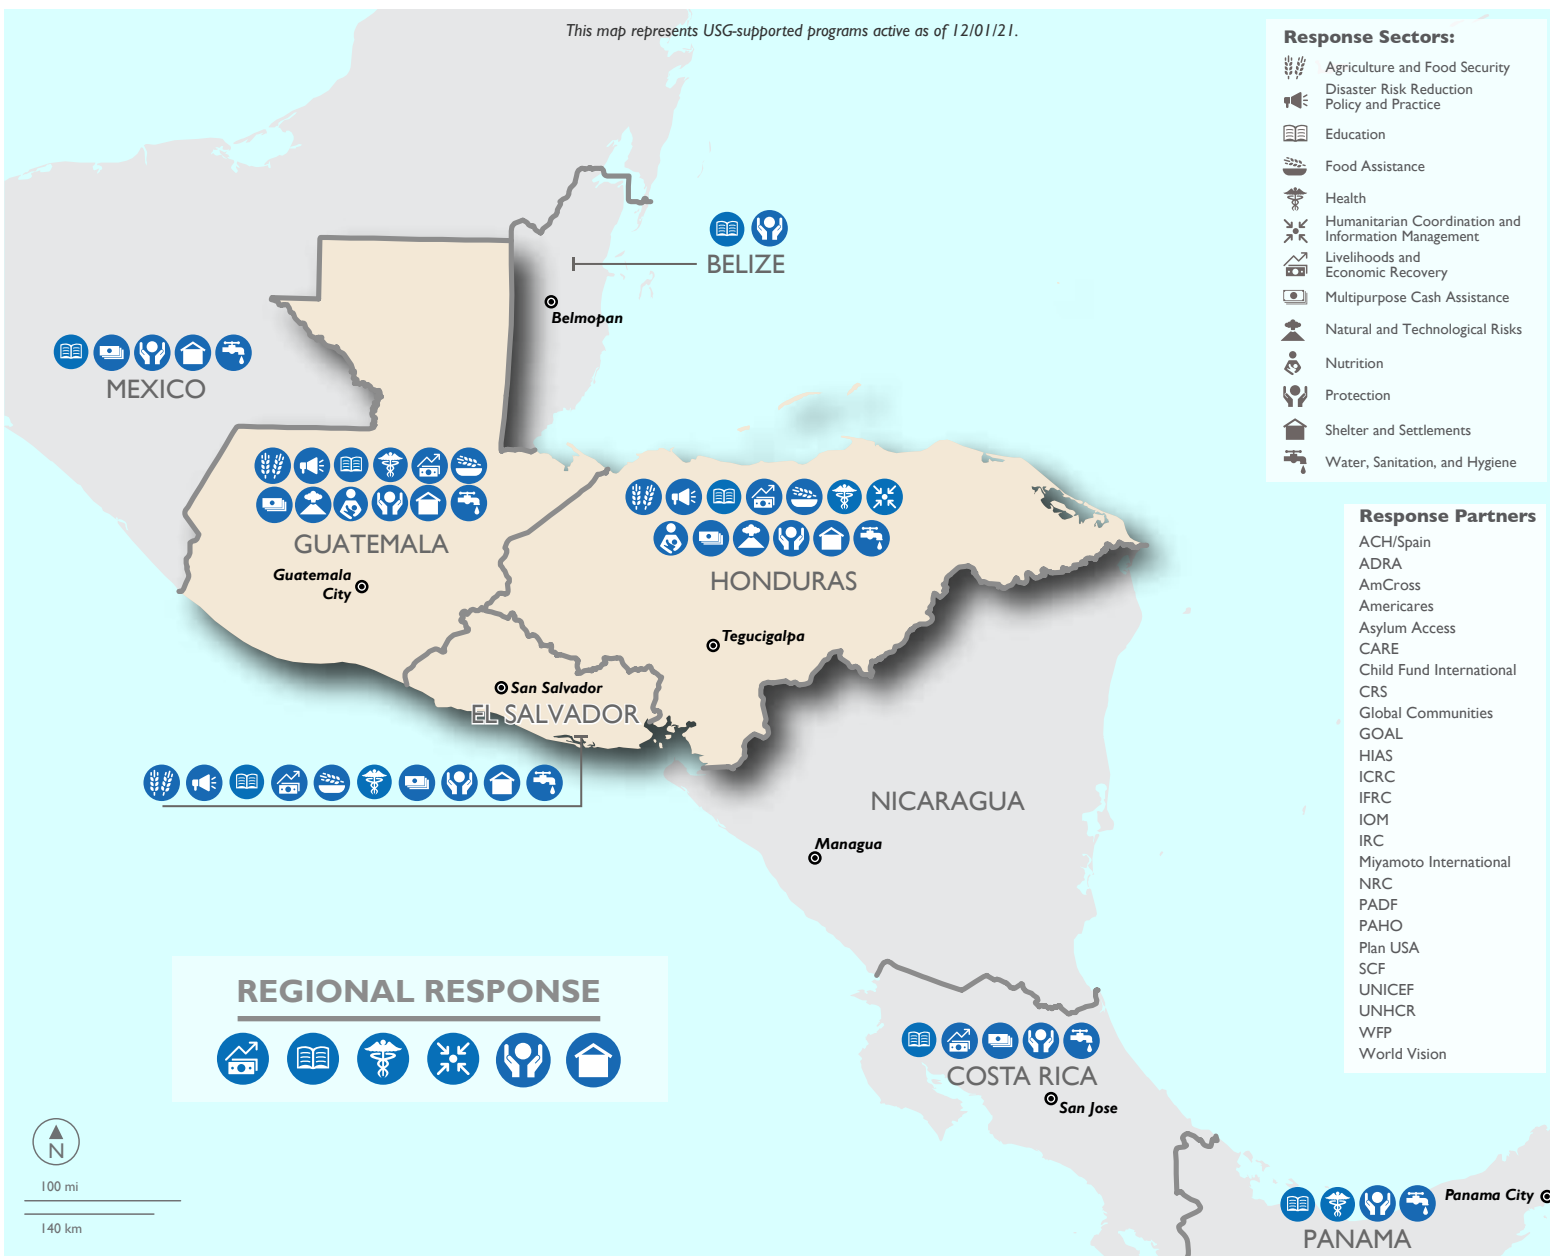 This map represents USG-supported programs active as of 12/01/21.
Response Sectors:
Agriculture and Food Security
Disaster Risk Reduction
Policy and Practice
Education
Food Assistance
Health
Humanitarian Coordination and
Information Management
Livelihoods and
Economic Recovery
Multipurpose Cash Assistance
Natural and Technological Risks
Nutrition
Protection
Shelter and Settlements
Water, Sanitation, and Hygiene
Response Partners
ACH/Spain
ADRA
AmCross
Americares
Asylum Access
CARE
Child Fund International
CRS
Global Communities
GOAL
HIAS
ICRC
IFRC
IOM
IRC
Miyamoto International
NRC
PADF
PAHO
Plan USA
SCF
UNICEF
UNHCR
WFP
World Vision
BELIZE
Belmopan
MEXICO
GUATEMALA
Guatemala
City
HONDURAS
Tegucigalpa
San Salvador
EL SALVADOR
NICARAGUA
Managua
REGIONAL RESPONSE
COSTA RICA
San Jose
N
100 mi
140 km
Panama City
PANAMA